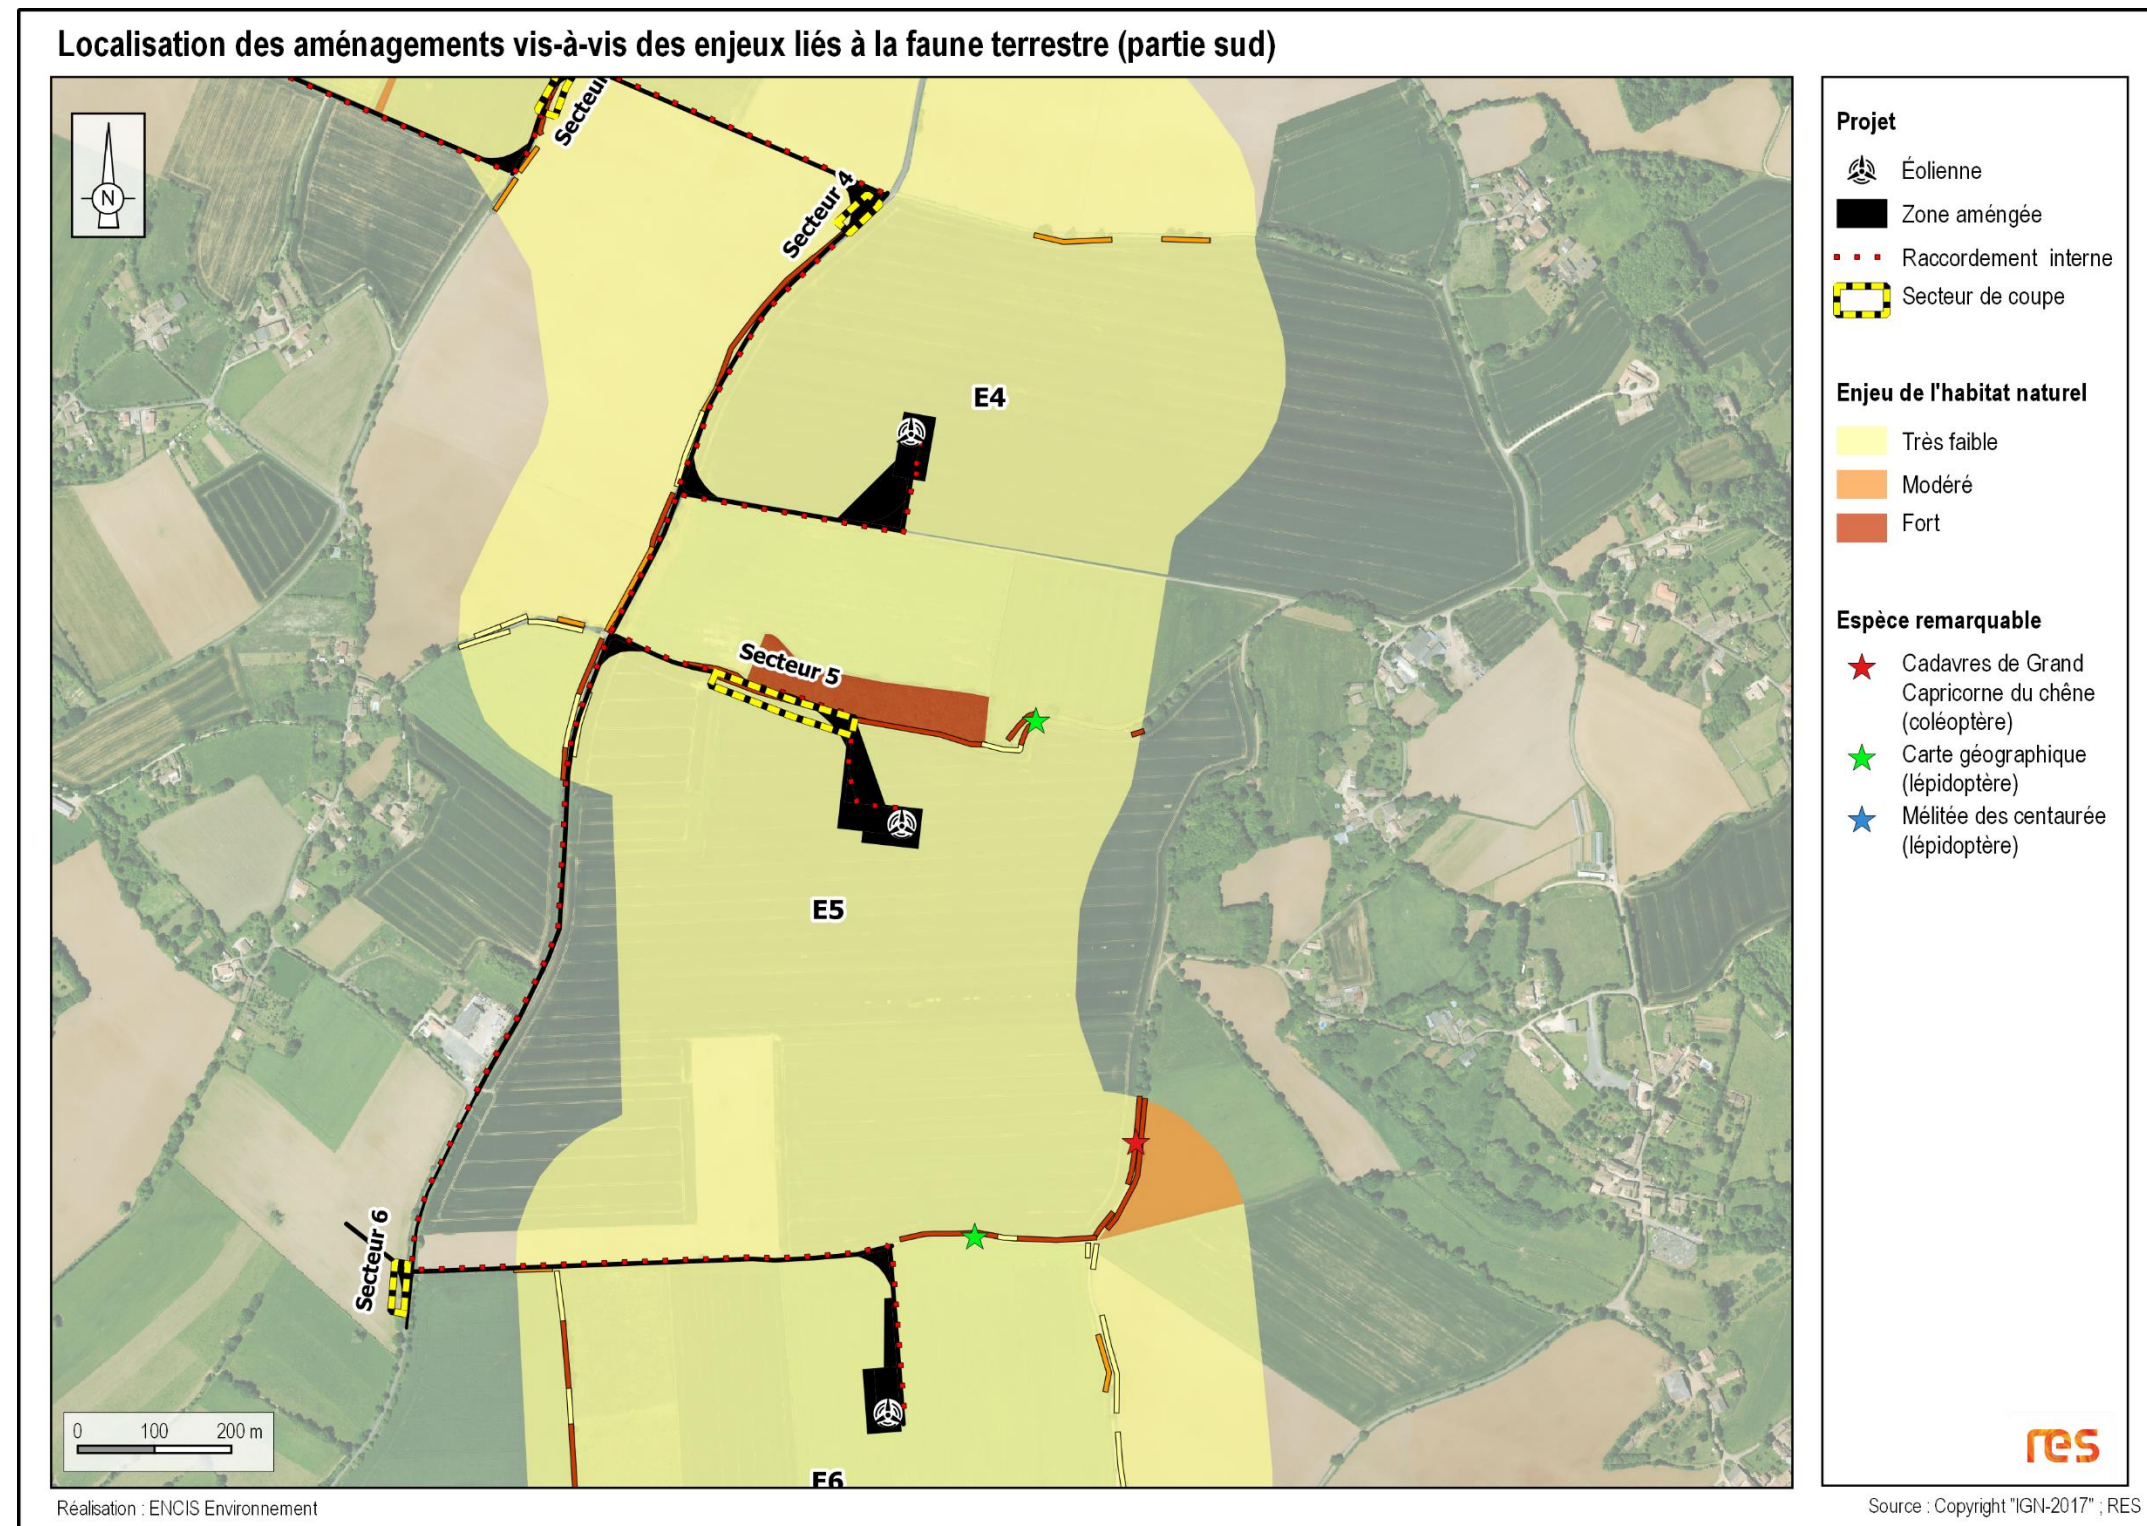 Localisation des aménagements vis-à-vis des enjeux liés à la faune terrestre (partie sud)
N
Secteur
Secteur 4
E4
Secteur 5
E5
Secteur 6
E6
0 100 200 m
Projet
Éolienne
Zone améngée
Raccordement interne
Secteur de coupe
Enjeu de l'habitat naturel
Très faible
Modéré
Fort
Espèce remarquable
Cadavres de Grand
Capricorne du chêne
(coléoptère)
Carte géographique
(lépidoptère)
Mélitée des centaurée
(lépidoptère)
res
Réalisation : ENCIS Environnement
Source : Copyright "IGN-2017" ; RES